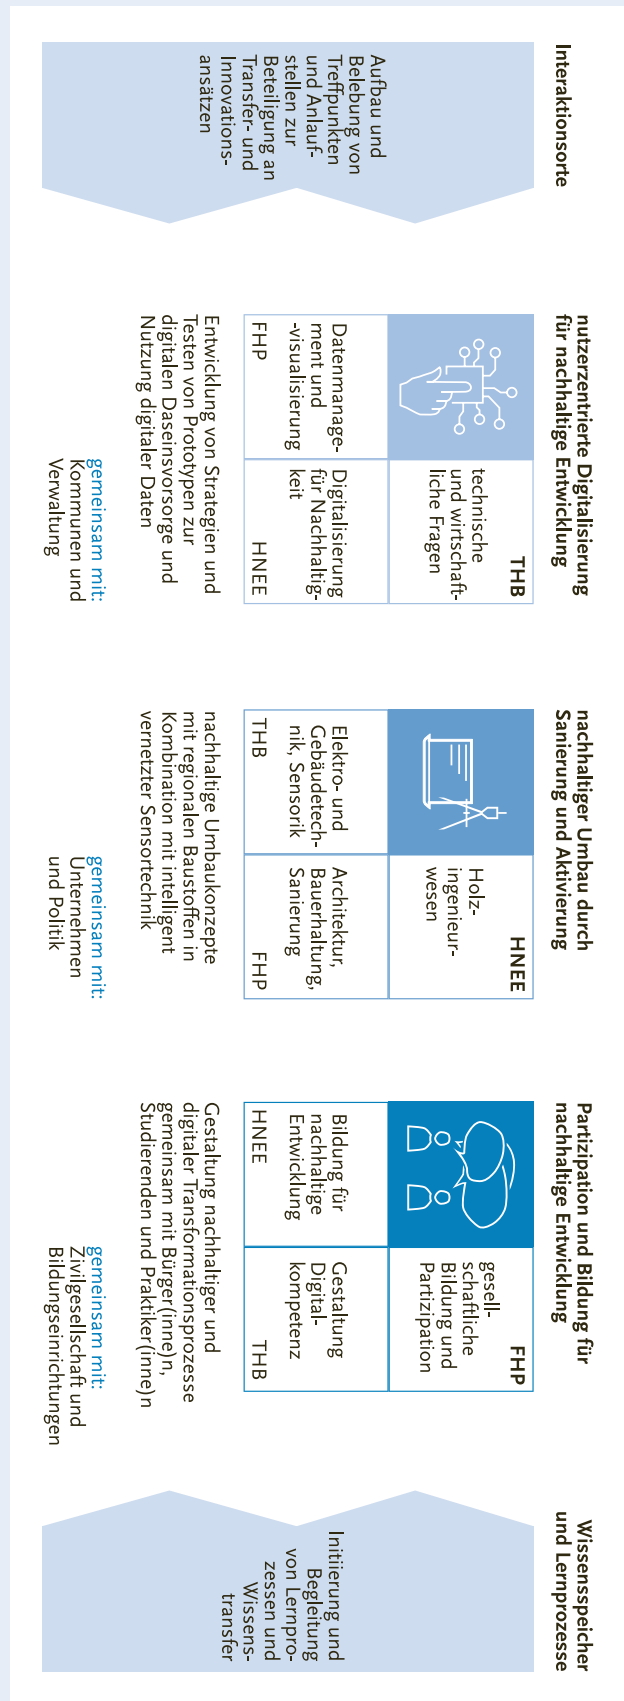 Interaktionsorte
Aufbau und
Belebung von
Treffpunkten
und Anlauf-
stellen zur
Beteiligung an
Transfer- und
Innovations-
ansätzen
nutzerzentrierte Digitalisierung
für nachhaltige Entwicklung
THB
technische
und wirtschaft-
liche Fragen
Datenmanage-
ment und
-visualisierung
FHP
Digitalisierung
für Nachhaltig-
keit
HNEE
Entwicklung von Strategien und
Testen von Prototypen zur
digitalen Daseinsvorsorge und
Nutzung digitaler Daten
gemeinsam mit:
Kommunen und
Verwaltung
nachhaltiger Umbau durch
Sanierung und Aktivierung
HNEE
Holz-
ingenieur-
wesen
Elektro- und
Gebäudetech-
nik, Sensorik
THB
Architektur,
Bauerhaltung,
Sanierung
FHP
nachhaltige Umbaukonzepte
mit regionalen Baustoffen in
Kombination mit intelligent
vernetzter Sensortechnik
gemeinsam mit:
Unternehmen
und Politik
Partizipation und Bildung für
nachhaltige Entwicklung
FHP
gesell-
schaftliche
Bildung und
Partizipation
Bildung für
nachhaltige
Entwicklung
HNEE
Gestaltung
Digital-
kompetenz
THB
Gestaltung nachhaltiger und
digitaler Transformationsprozesse
gemeinsam mit Bürger(inne)n,
Studierenden und Praktiker(inne)n
gemeinsam mit:
Zivilgesellschaft und
Bildungseinrichtungen
Wissensspeicher
und Lernprozesse
Initiierung und
Begleitung
von Lernpro-
zessen und
Wissens-
transfer